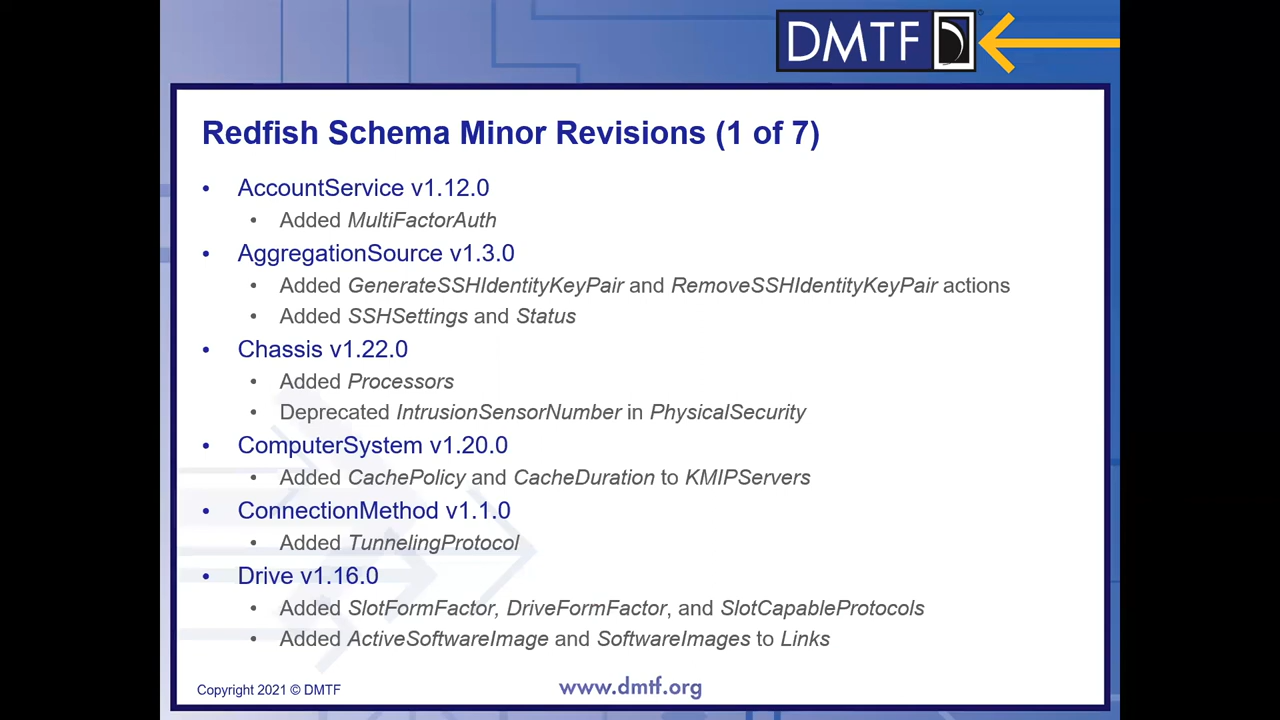 DMTF
Redfish Schema Minor Revisions (1 of 7)
• AccountService v1.12.0
• Added MultiFactorAuth
• AggregationSource v1.3.0
• Added GenerateSSHIdentityKeyPair and RemoveSSHIdentityKeyPair actions
• Added SSHSettings and Status
• Chassis v1.22.0
• Added Processors
• Deprecated IntrusionSensorNumber in PhysicalSecurity
• ComputerSystem v1.20.0
• Added CachePolicy and CacheDuration to KMIPServers
• ConnectionMethod v1.1.0
• Added TunnelingProtocol
• Drive v1.16.0
• Added SlotFormFactor, DriveFormFactor, and SlotCapableProtocols
• Added ActiveSoftwareImage and SoftwareImages to Links
Copyright 2021 © DMTF
www.dmtf.org